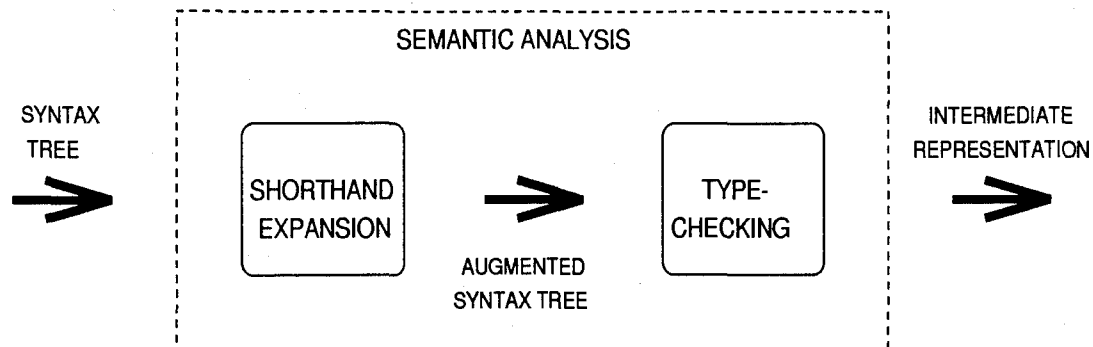 SEMANTIC ANALYSIS
SYNTAX
TREE
SHORTHAND
EXPANSION
AUGMENTED
SYNTAX TREE
TYPE-
CHECKING
INTERMEDIATE
REPRESENTATION